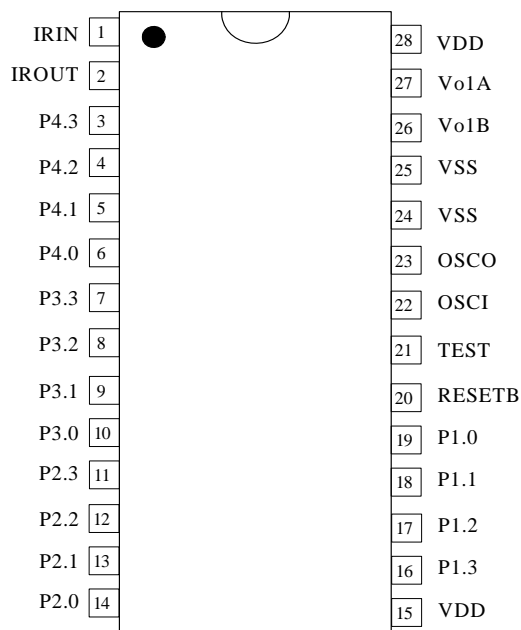 IRIN 1 28 VDD
IROUT 2 27 Vo1A
P4.3 3 26 Vo1B
P4.2 4 25 VSS
P4.1 5 24 VSS
P4.0 6 23 OSCO
P3.3 7 22 OSCI
P3.2 8 21 TEST
P3.1 9 20 RESETB
P3.0 10 19 P1.0
P2.3 11 18 P1.1
P2.2 12 17 P1.2
P2.1 13 16 P1.3
P2.0 14 15 VDD